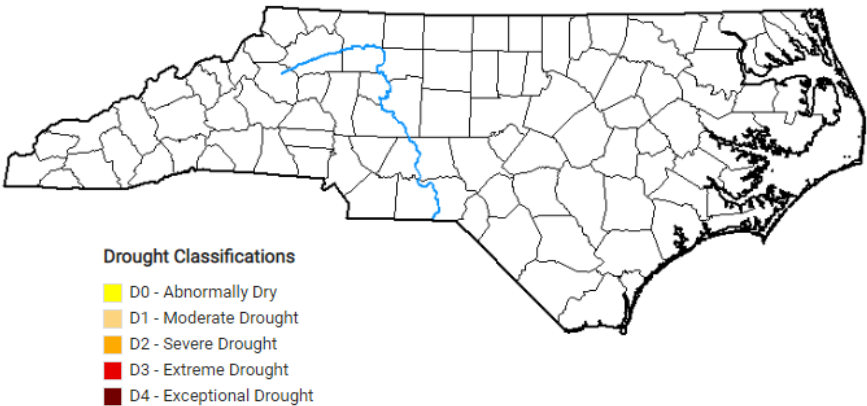 Drought Classifications
D0 - Abnormally Dry
D1 - Moderate Drought
D2 - Severe Drought
D3 - Extreme Drought
D4 - Exceptional Drought